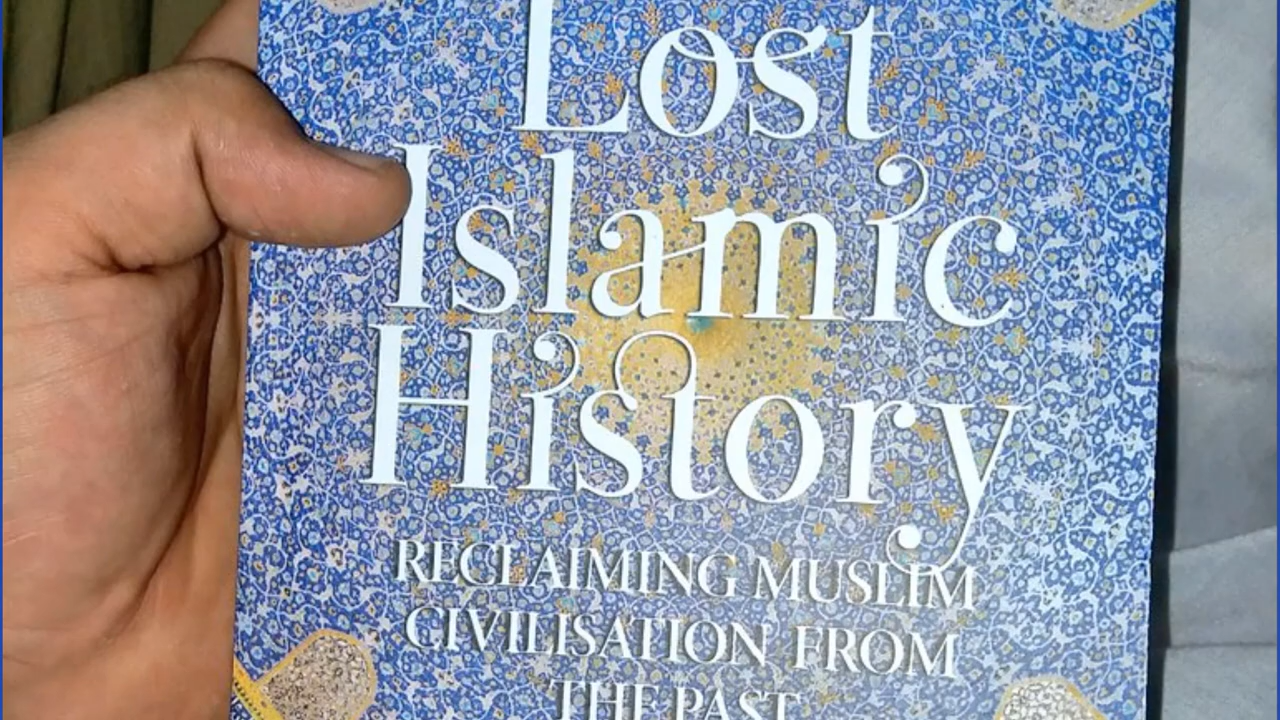 Lost
Islamic
History
RECLAIMING MUSLIM
CIVILISATION FROM
THE PAST